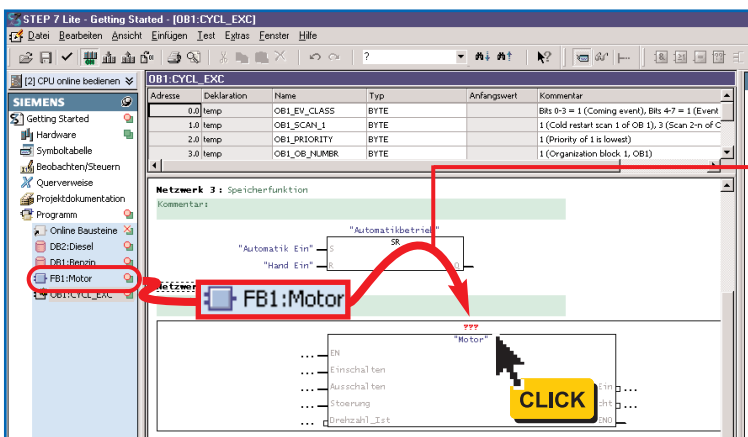 STEP 7 Lite - Getting Started - [OB1:CYCL_EXC]
Datei Bearbeiten Ansicht Einfügen Test Extras Fenster Hilfe
?
[2] CPU online bedienen
OB1:CYCL_EXC
SIEMENS
Getting Started
Hardware
Symboltabelle
Beobachten/Steuern
Querverweise
Projektdokumentation
Programm
Online Bausteine
DB2:Diesel
DB1:Benzin
FB1:Motor
OB1:CYCL_EXC
Adresse Deklaration Name Typ Anfangswert Kommentar
0.0 temp OB1_EV_CLASS BYTE Bits 0-3 = 1 (Coming event), Bits 4-7 = 1 (Event
1.0 temp OB1_SCAN_1 BYTE 1 (Cold restart scan 1 of OB 1), 3 (Scan 2-n of C
2.0 temp OB1_PRIORITY BYTE 1 (Priority of 1 is lowest)
3.0 temp OB1_OB_NUMBR BYTE 1 (Organization block 1, OB1)
Netzwerk 3: Speicherfunktion
Kommentar:
"Automatikbetrieb"
SR
"Automatik Ein" S
"Hand Ein" R Q
Netzwer
FB1:Motor
???
"Motor"
... EN
... Einschalten
... Ausschalten Ein ...
... Stoerung ht ...
... Drehzahl_Ist ENO
CLICK